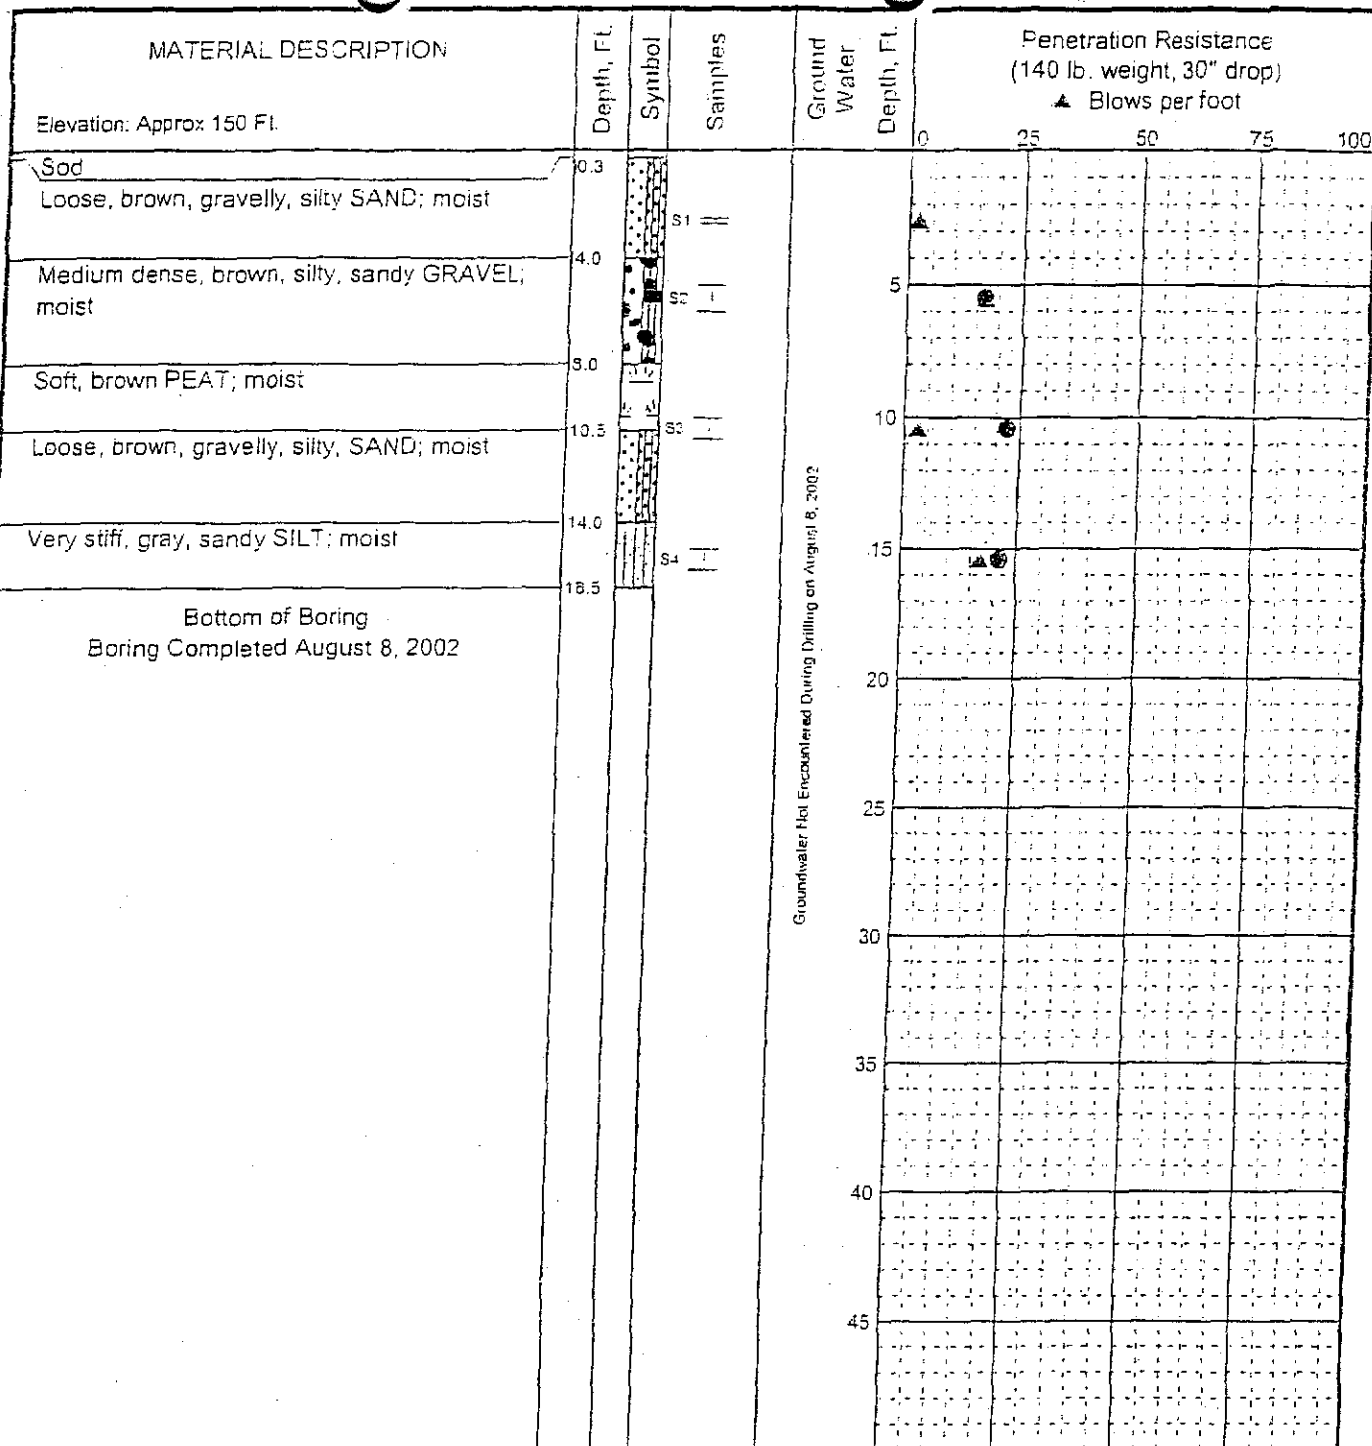 MATERIAL DESCRIPTION
Elevation: Approx 150 Ft.
Depth, Ft.
Symbol
Samples
Ground Water
Depth, Ft.
Penetration Resistance
(140 lb. weight, 30" drop)
▲ Blows per foot
0 25 50 75 100
Sod
0.3
Loose, brown, gravelly, silty SAND; moist
S1
4.0
Medium dense, brown, silty, sandy GRAVEL;
moist
S2
5
8.0
Soft, brown PEAT; moist
10
S3
10.5
Loose, brown, gravelly, silty, SAND; moist
14.0
Very stiff, gray, sandy SILT; moist
S4
15
16.5
Bottom of Boring
Boring Completed August 8, 2002
Groundwater Not Encountered During Drilling on August 8, 2002
20
25
30
35
40
45